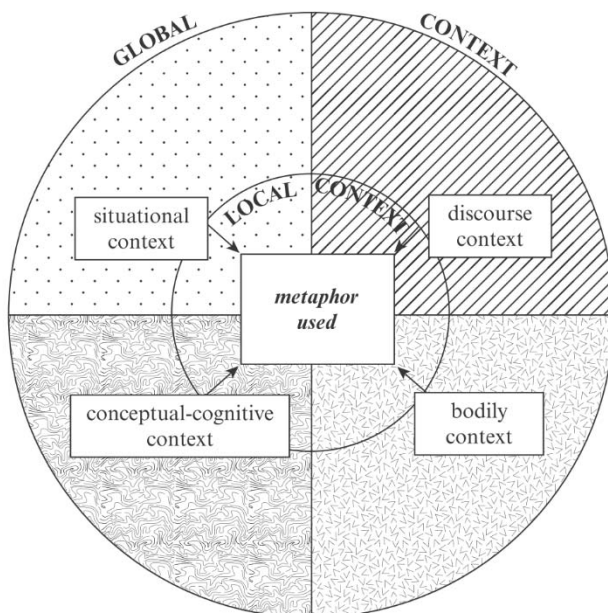 GLOBAL CONTEXT
LOCAL CONTEXT
situational
context
discourse
context
metaphor
used
conceptual-cognitive
context
bodily
context